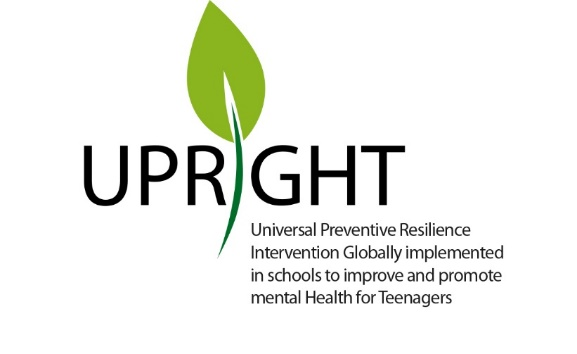 UPRIGHT
Universal Preventive Resilience
Intervention Globally implemented
in schools to improve and promote
mental Health for Teenagers